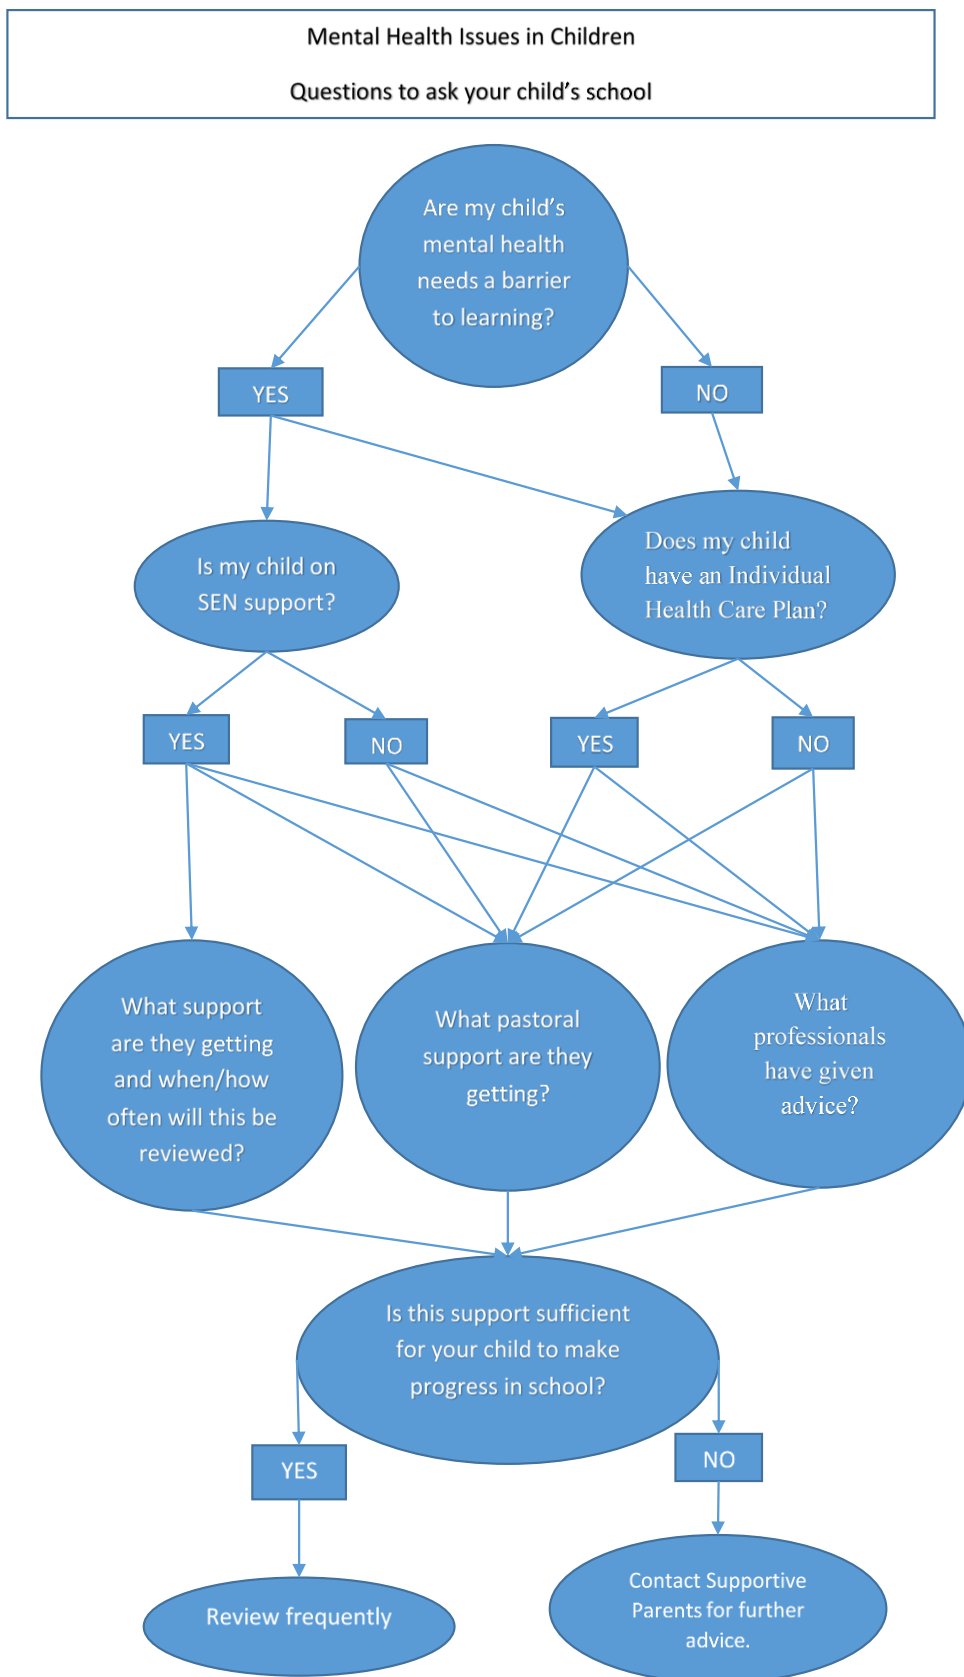 Mental Health Issues in Children
Questions to ask your child's school
Are my child's
mental health
needs a barrier
to learning?
YES
NO
Is my child on
SEN support?
Does my child
have an Individual
Health Care Plan?
YES
NO
YES
NO
What support
are they getting
and when/how
often will this be
reviewed?
What pastoral
support are they
getting?
What
professionals
have given
advice?
Is this support sufficient
for your child to make
progress in school?
YES
NO
Review frequently
Contact Supportive
Parents for further
advice.